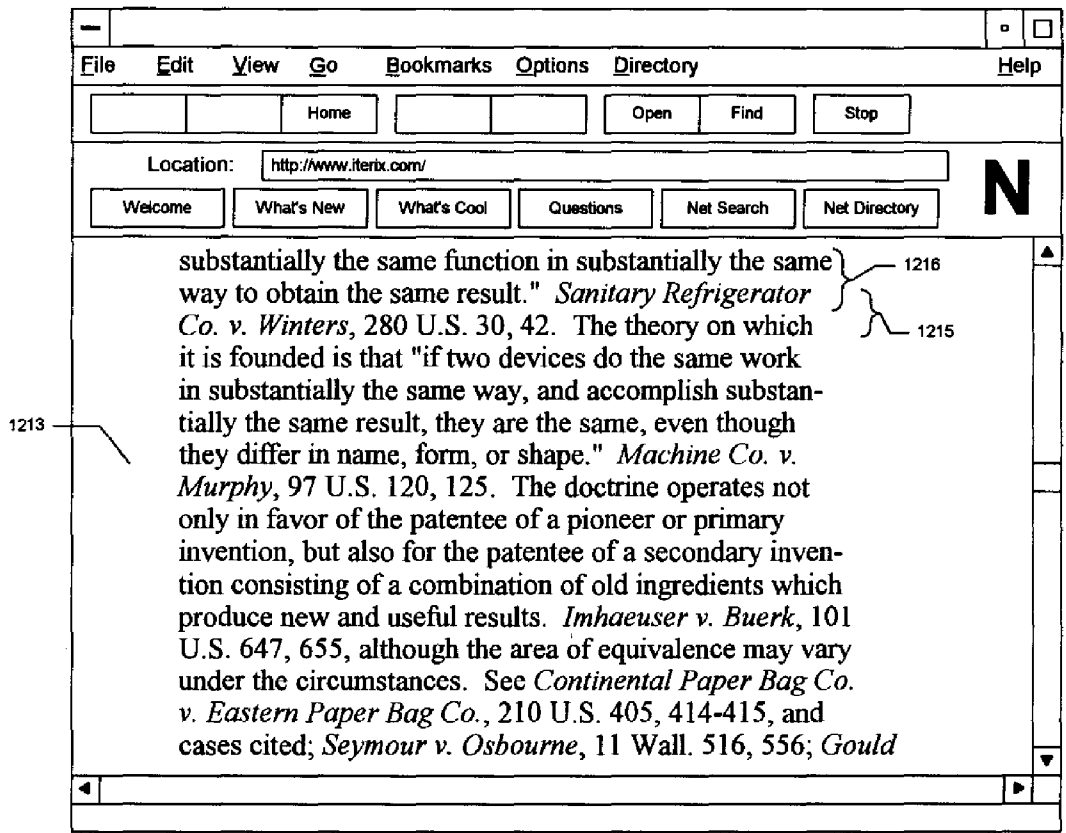 File Edit View Go Bookmarks Options Directory Help
Home Open Find Stop
Location: http://www.iterix.com/
N
Welcome What's New What's Cool Questions Net Search Net Directory
substantially the same function in substantially the same
1216
way to obtain the same result." Sanitary Refrigerator
Co. v. Winters, 280 U.S. 30, 42. The theory on which
1215
it is founded is that "if two devices do the same work
in substantially the same way, and accomplish substan-
tially the same result, they are the same, even though
1213
they differ in name, form, or shape." Machine Co. v.
Murphy, 97 U.S. 120, 125. The doctrine operates not
only in favor of the patentee of a pioneer or primary
invention, but also for the patentee of a secondary inven-
tion consisting of a combination of old ingredients which
produce new and useful results. Imhaeuser v. Buerk, 101
U.S. 647, 655, although the area of equivalence may vary
under the circumstances. See Continental Paper Bag Co.
v. Eastern Paper Bag Co., 210 U.S. 405, 414-415, and
cases cited; Seymour v. Osbourne, 11 Wall. 516, 556; Gould